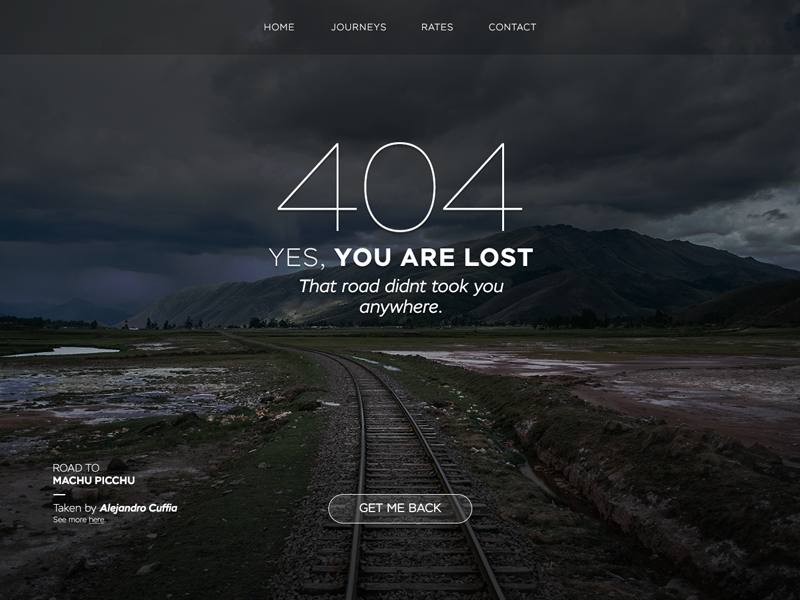 HOME JOURNEYS RATES CONTACT
404
YES, YOU ARE LOST
That road didnt took you
anywhere.
ROAD TO
MACHU PICCHU
Taken by Alejandro Cuffia
See more here
GET ME BACK